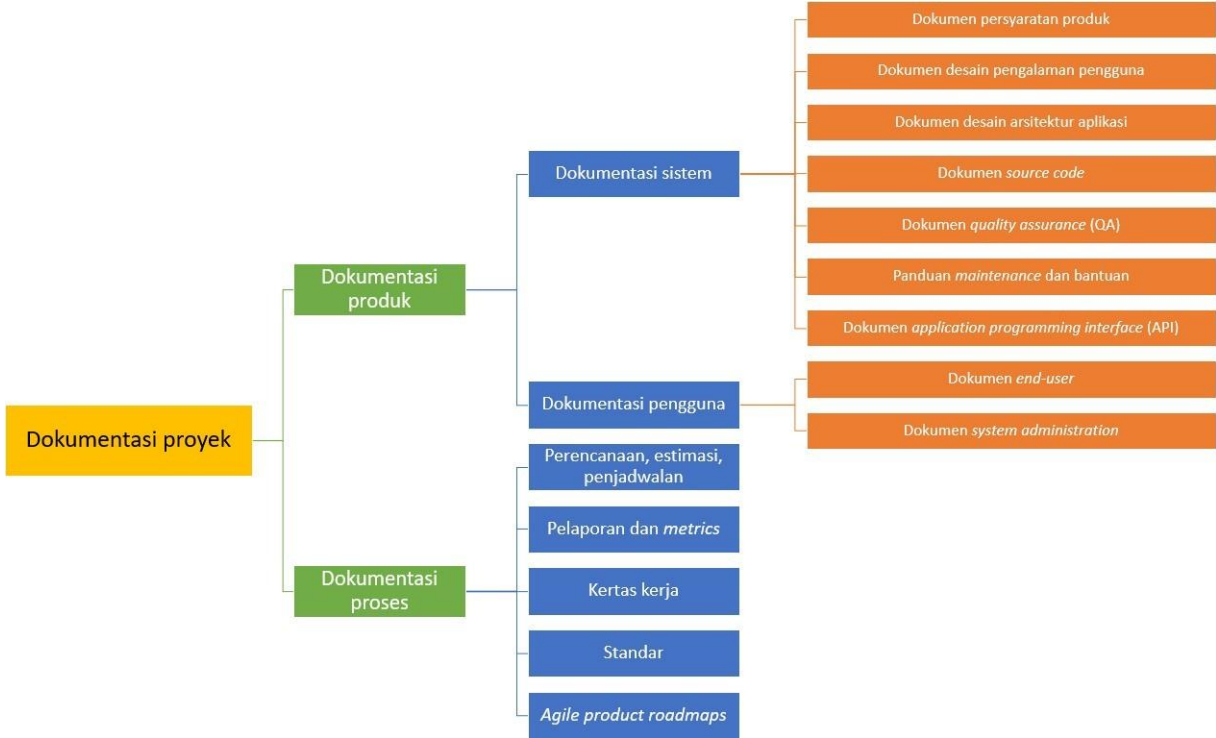 Dokumentasi proyek
Dokumentasi
produk
Dokumentasi sistem
Dokumen persyaratan produk
Dokumen desain pengalaman pengguna
Dokumen desain arsitektur aplikasi
Dokumen source code
Dokumen quality assurance (QA)
Panduan maintenance dan bantuan
Dokumen application programming interface (API)
Dokumentasi pengguna
Dokumen end-user
Dokumen system administration
Dokumentasi
proses
Perencanaan, estimasi,
penjadwalan
Pelaporan dan metrics
Kertas kerja
Standar
Agile product roadmaps